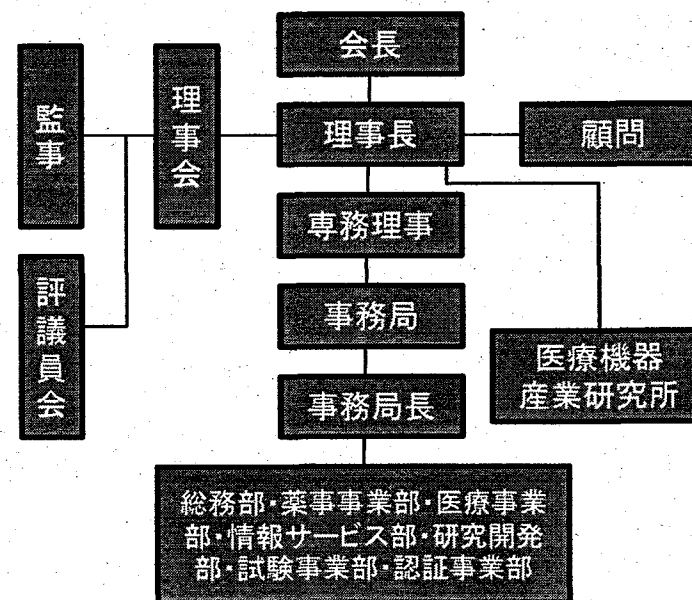 会長
監事
理事会
理事長
顧問
専務理事
評議員会
事務局
医療機器
産業研究所
事務局長
総務部・薬事事業部・医療事業
部・情報サービス部・研究開発
部・試験事業部・認証事業部